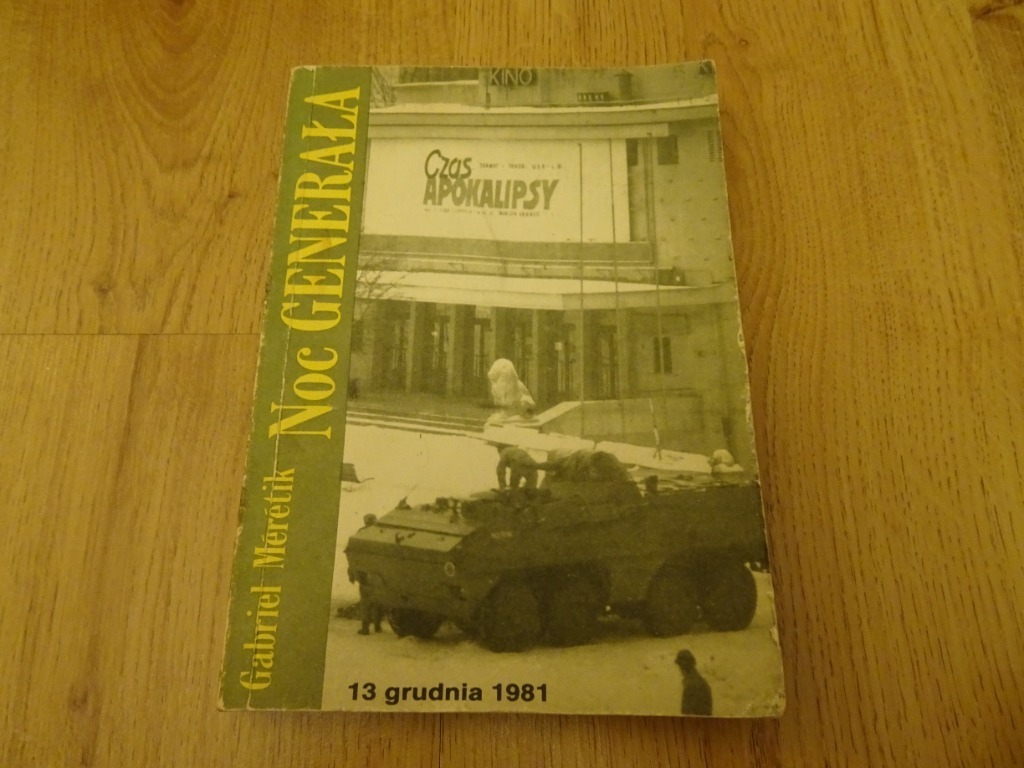 KINO
Czas
APOKALIPSY
Gabriel Mérétik NOC GENERAŁA
13 grudnia 1981